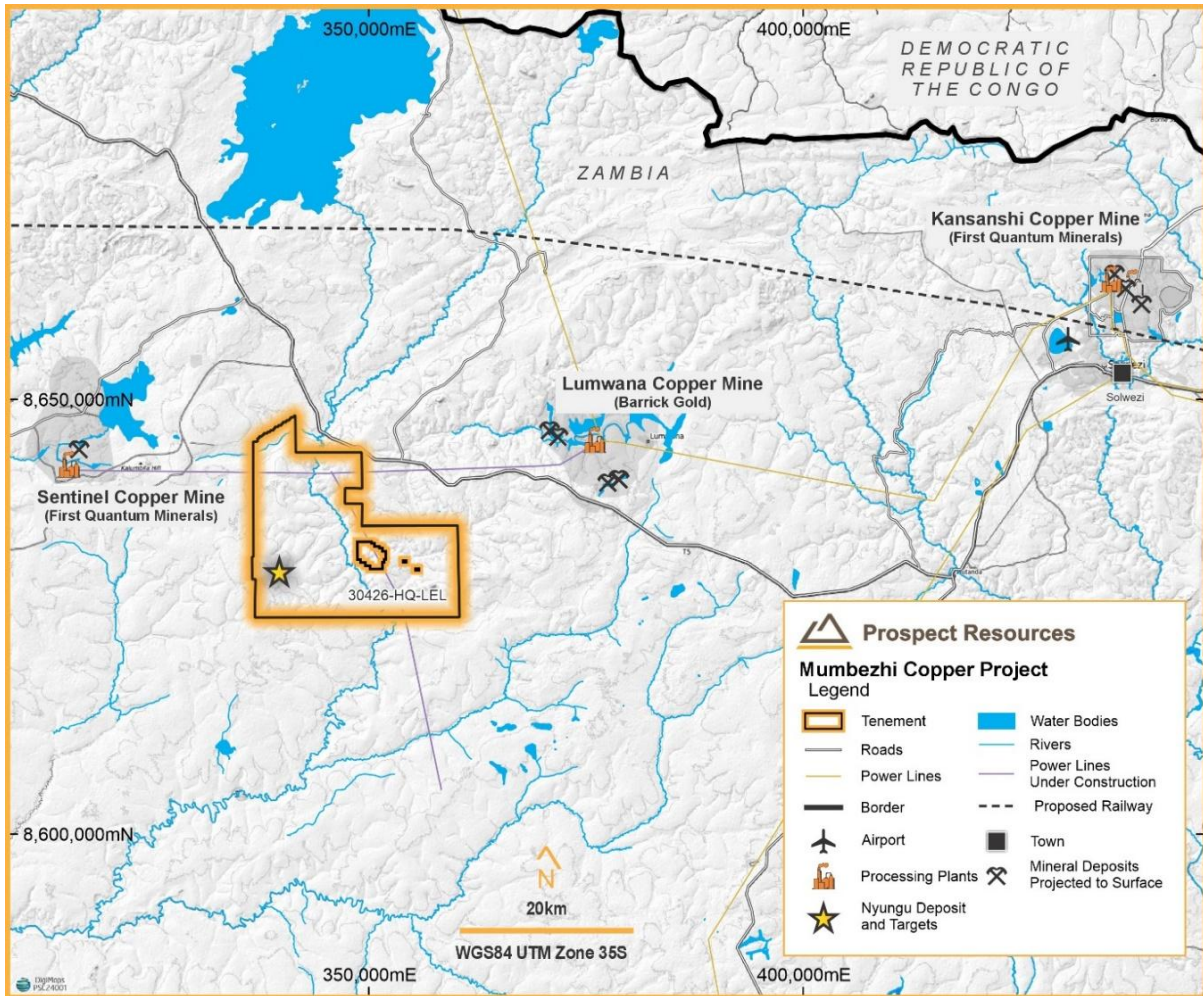 350,000mE
400,000mE
DEMOCRATIC
REPUBLIC OF
THE CONGO
ZAMBIA
Kansanshi Copper Mine
(First Quantum Minerals)
8,650,000mN
Lumwana Copper Mine
(Barrick Gold)
Solwezi
Sentinel Copper Mine
(First Quantum Minerals)
Kalumbila Hill
T5
30426-HQ-LEL
Prospect Resources
Mumbezhi Copper Project
Legend
Tenement
Water Bodies
Roads
Rivers
Power Lines
Power Lines
Under Construction
Border
Proposed Railway
Airport
Town
Processing Plants
Mineral Deposits
Projected to Surface
Nyungu Deposit
and Targets
8,600,000mN
N
20km
WGS84 UTM Zone 35S
350,000mE
400,000mE
DigiMaps
PSC24001